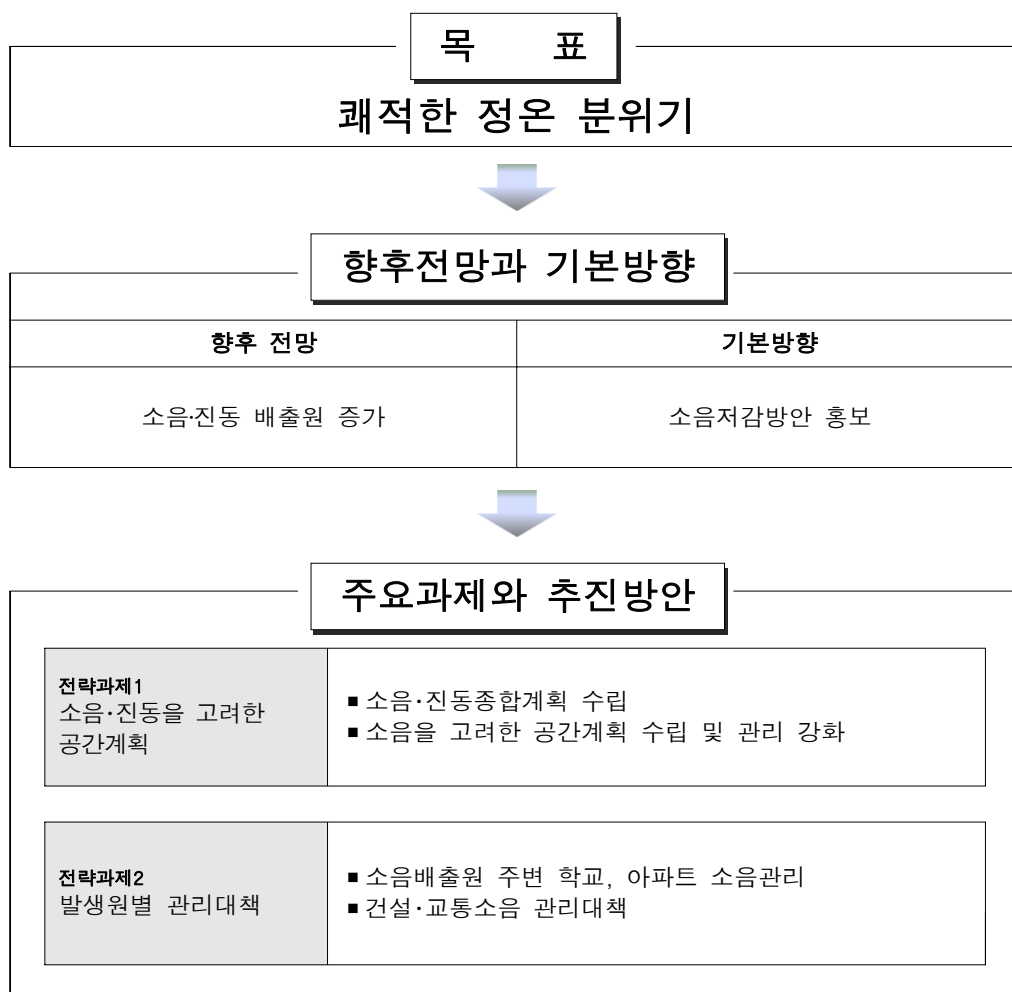 목 표
쾌적한 정온 분위기
향후전망과 기본방향
향후 전망
기본방향
소음·진동 배출원 증가
소음저감방안 홍보
주요과제와 추진방안
전략과제1
소음·진동을 고려한
공간계획
■ 소음·진동종합계획 수립
■ 소음을 고려한 공간계획 수립 및 관리 강화
전략과제2
발생원별 관리대책
■ 소음배출원 주변 학교, 아파트 소음관리
■ 건설·교통소음 관리대책